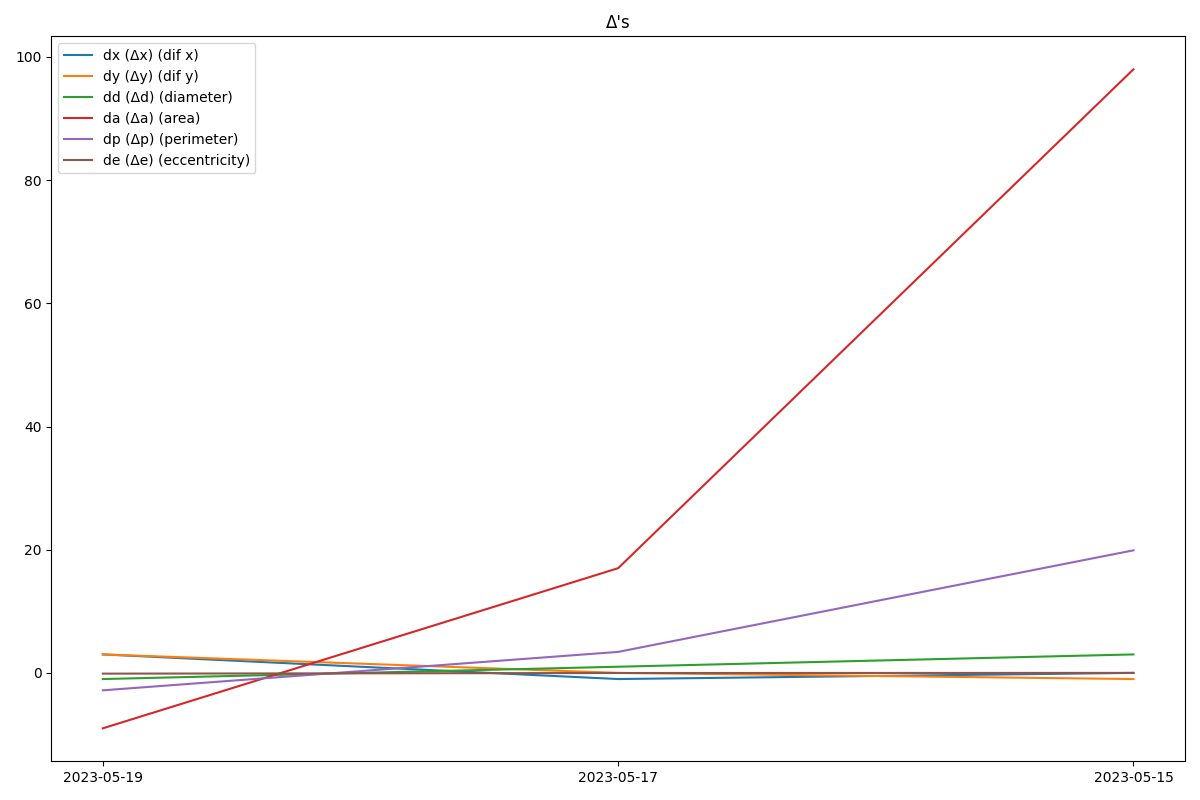 Δ's
dx (Δx) (dif x)
dy (Δy) (dif y)
dd (Δd) (diameter)
da (Δa) (area)
dp (Δp) (perimeter)
de (Δe) (eccentricity)
100
80
60
40
20
0
2023-05-19
2023-05-17
2023-05-15